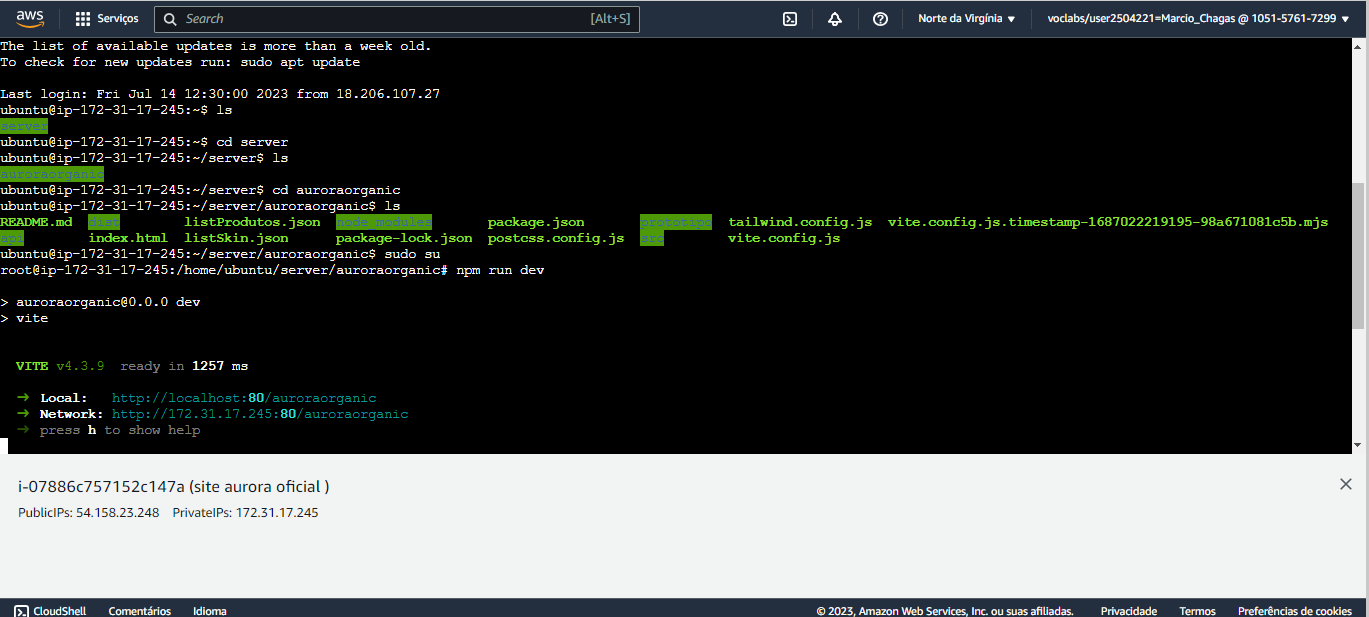 aws Serviços Search [Alt+S] Norte da Virgínia ▼ voclabs/user2504221=Marcio_Chagas @ 1051-5761-7299 ▼
The list of available updates is more than a week old.
To check for new updates run: sudo apt update
Last login: Fri Jul 14 12:30:00 2023 from 18.206.107.27
ubuntu@ip-172-31-17-245:~$ ls
server
ubuntu@ip-172-31-17-245:~$ cd server
ubuntu@ip-172-31-17-245:~/server$ ls
auroraorganic
ubuntu@ip-172-31-17-245:~/server$ cd auroraorganic
ubuntu@ip-172-31-17-245:~/server/auroraorganic$ ls
README.md dist listProdutos.json node_modules package.json prototips tailwind.config.js vite.config.js.timestamp-1687022219195-98a671081c5b.mjs
index.html listSkin.json package-lock.json postcss.config.js src vite.config.js
ubuntu@ip-172-31-17-245:~/server/auroraorganic$ sudo su
root@ip-172-31-17-245:/home/ubuntu/server/auroraorganic# npm run dev
> auroraorganic@0.0.0 dev
> vite
VITE v4.3.9 ready in 1257 ms
➜ Local: http://localhost:80/auroraorganic
➜ Network: http://172.31.17.245:80/auroraorganic
➜ press h to show help
i-07886c757152c147a (site aurora oficial )
PublicIPs: 54.158.23.248 PrivateIPs: 172.31.17.245
CloudShell Comentários Idioma © 2023, Amazon Web Services, Inc. ou suas afiliadas. Privacidade Termos Preferências de cookies